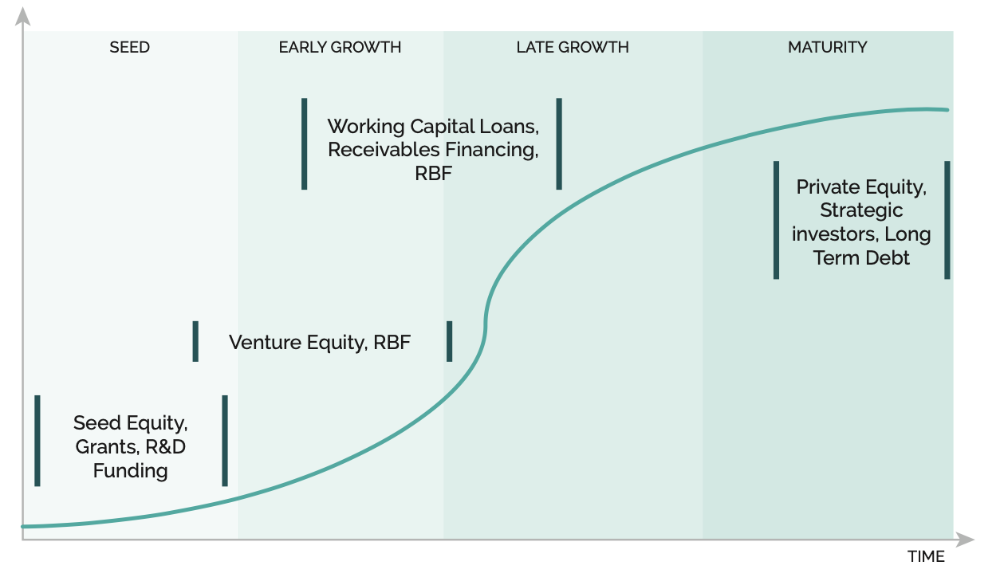 SEED
EARLY GROWTH
LATE GROWTH
MATURITY
Working Capital Loans,
Receivables Financing,
RBF
Private Equity,
Strategic
investors, Long
Term Debt
Venture Equity, RBF
Seed Equity,
Grants, R&D
Funding
TIME